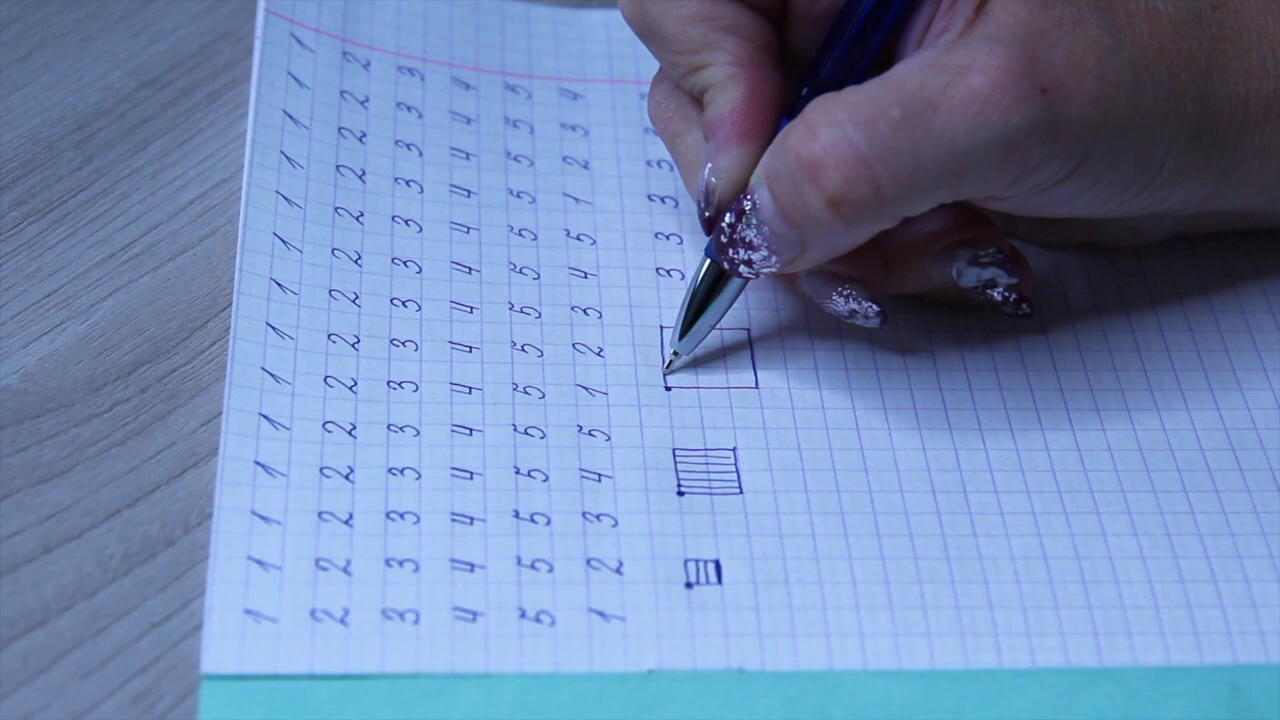 1 1 1 1 1 1 1 1 1 1 1 1 1 1
2 2 2 2 2 2 2 2 2 2 2 2 2 2
3 3 3 3 3 3 3 3 3 3 3 3 3 3
4 4 4 4 4 4 4 4 4 4 4 4 4 4
5 5 5 5 5 5 5 5 5 5 5 5 5 5
1 2 3 4 5 1 2 3 4 5 1 2 3 4
3 3 3 3